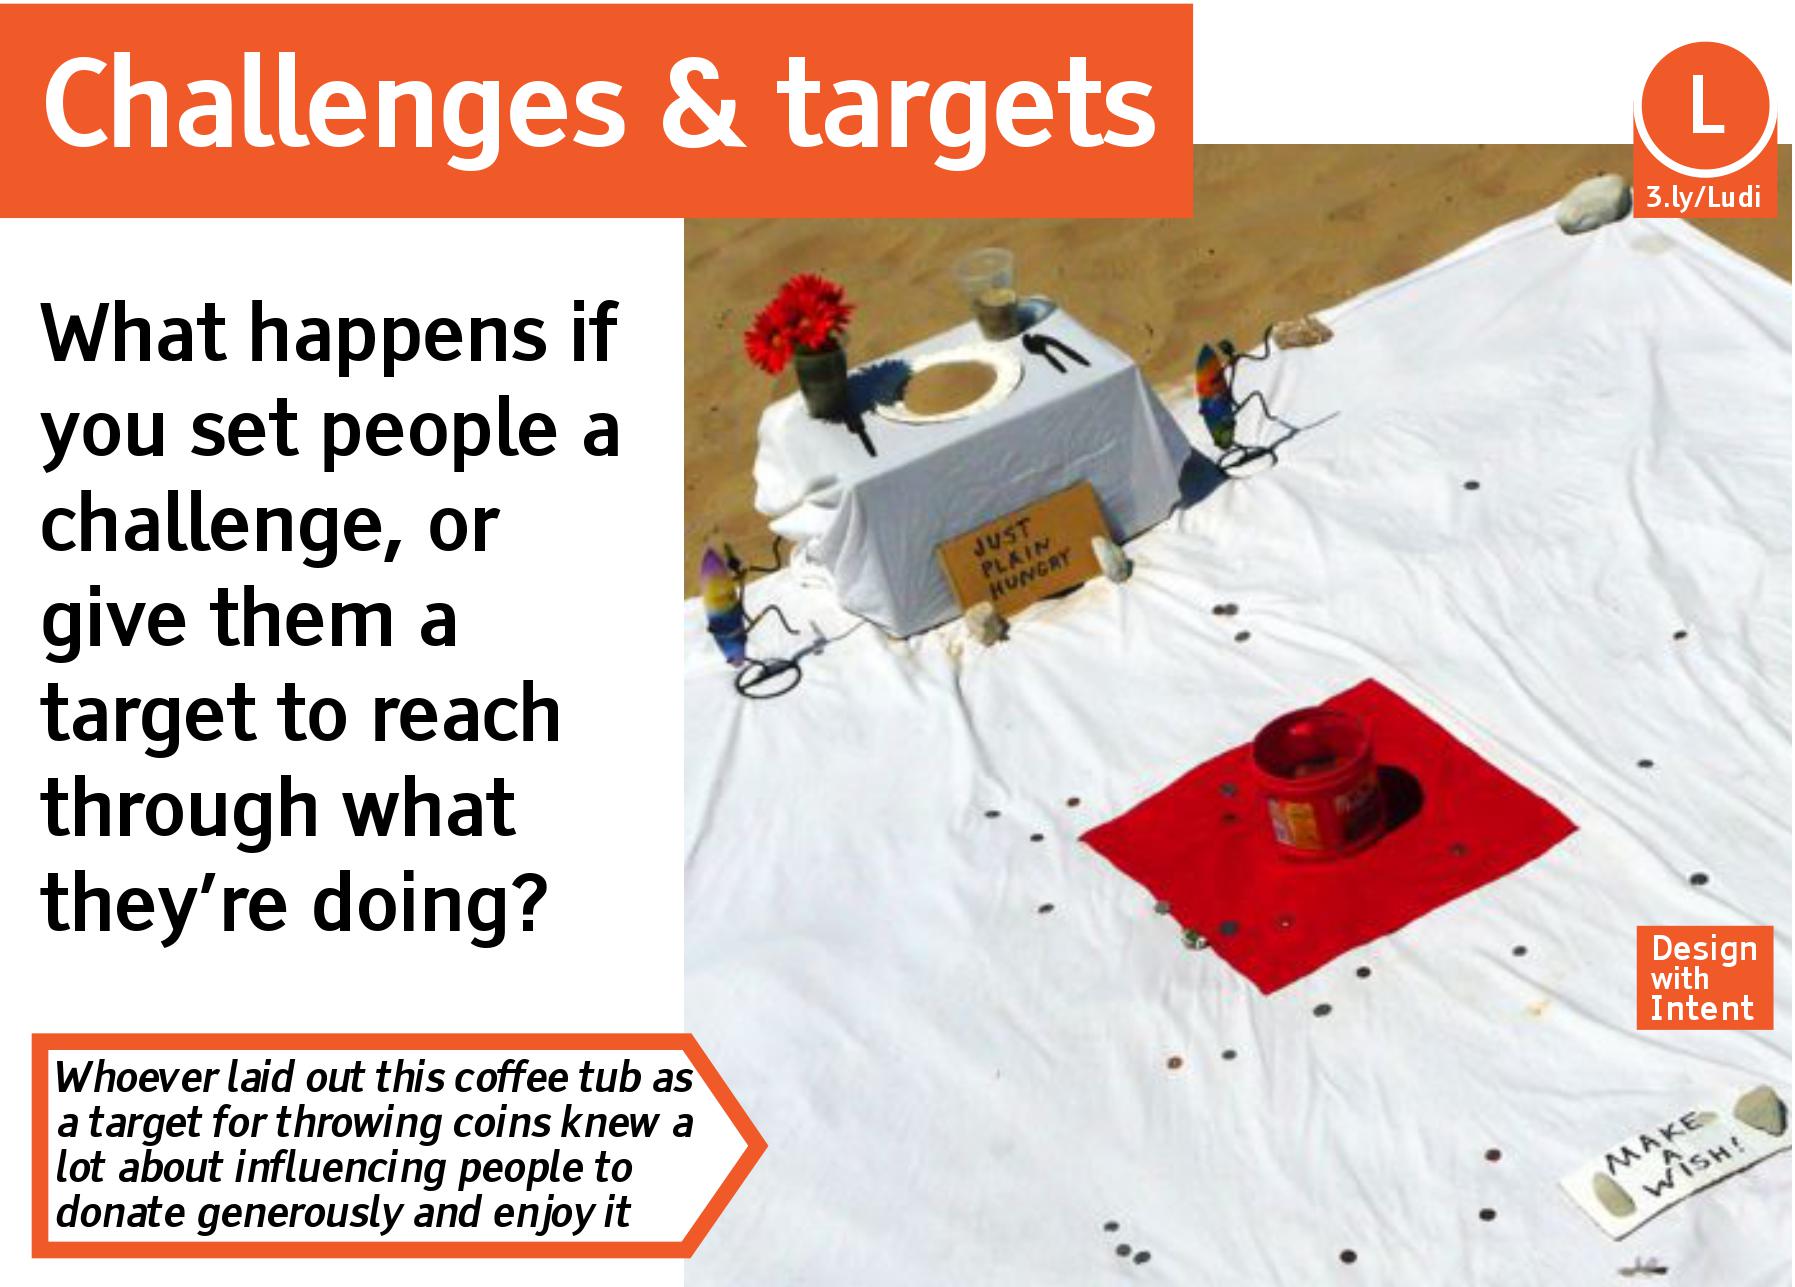 Challenges & targets
L
3.ly/Ludi
What happens if
you set people a
challenge, or
give them a
target to reach
through what
they’re doing?
JUST
PLAIN
HUNGRY
Design
with
Intent
Whoever laid out this coffee tub as
a target for throwing coins knew a
lot about influencing people to
donate generously and enjoy it
MAKE
A
WISH!